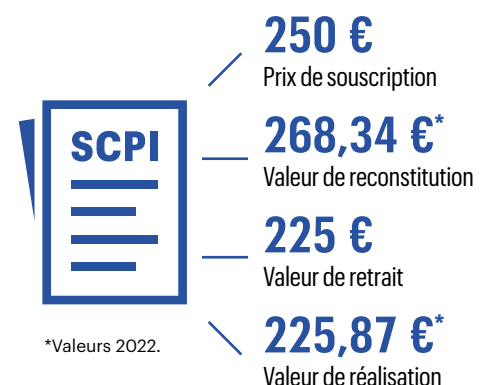 250 €
Prix de souscription
SCPI
268,34 €*
Valeur de reconstitution
225 €
Valeur de retrait
*Valeurs 2022.
225,87 €*
Valeur de réalisation